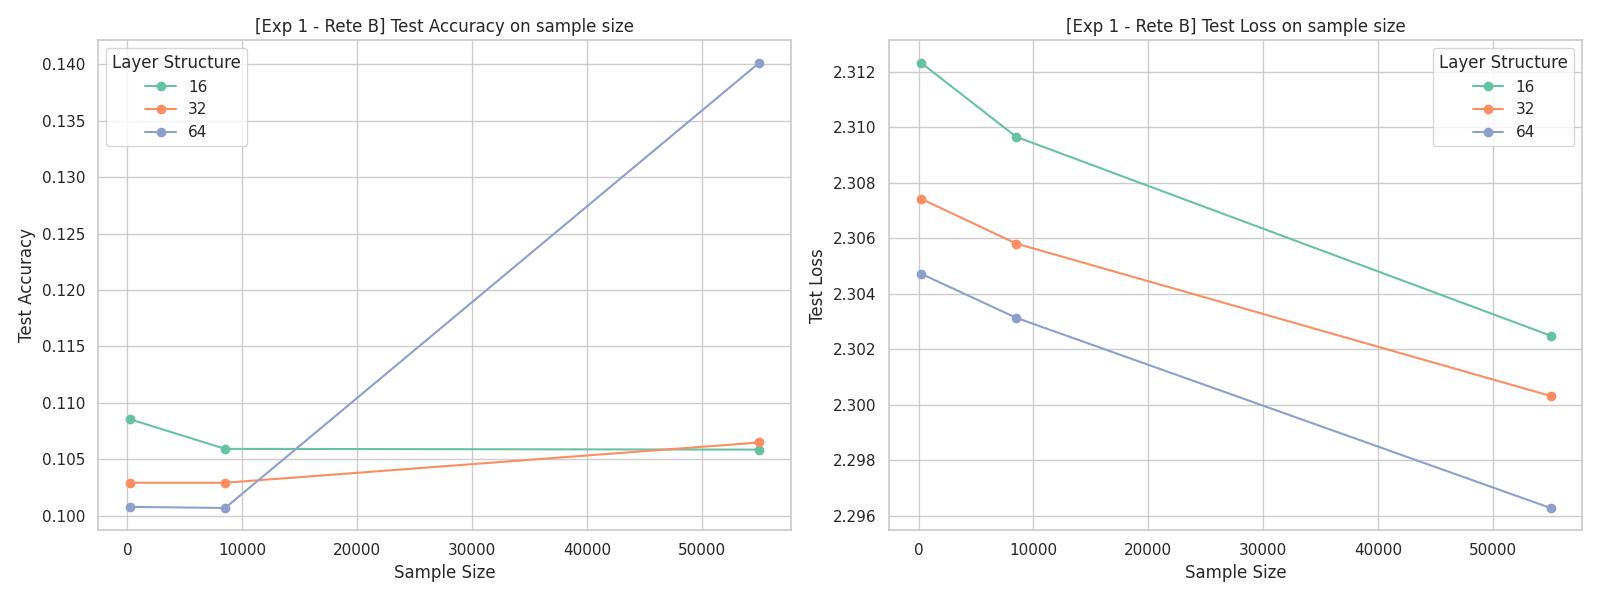 [Exp 1 - Rete B] Test Accuracy on sample size
Layer Structure
16
32
64
0.140
0.135
0.130
0.125
0.120
0.115
0.110
0.105
0.100
Test Accuracy
0 10000 20000 30000 40000 50000
Sample Size
[Exp 1 - Rete B] Test Loss on sample size
Layer Structure
16
32
64
2.312
2.310
2.308
2.306
2.304
2.302
2.300
2.298
2.296
Test Loss
0 10000 20000 30000 40000 50000
Sample Size